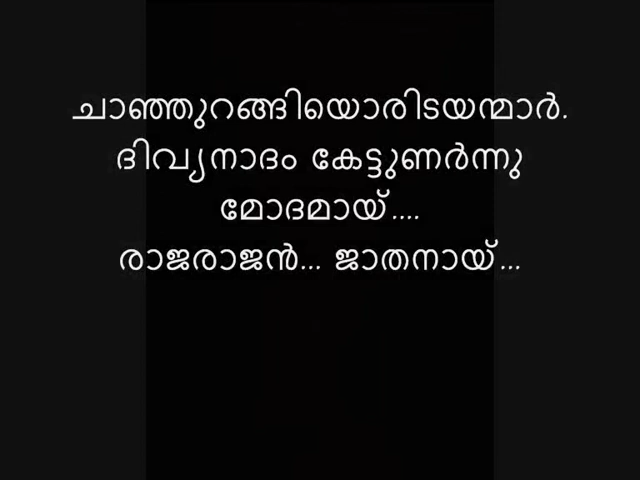 ചാഞ്ഞുറങ്ങിയൊരിടയന്മാർ.
ദിവ്യനാദം കേട്ടുണർന്നു
മോദമായ്....
രാജരാജൻ... ജാതനായ്...